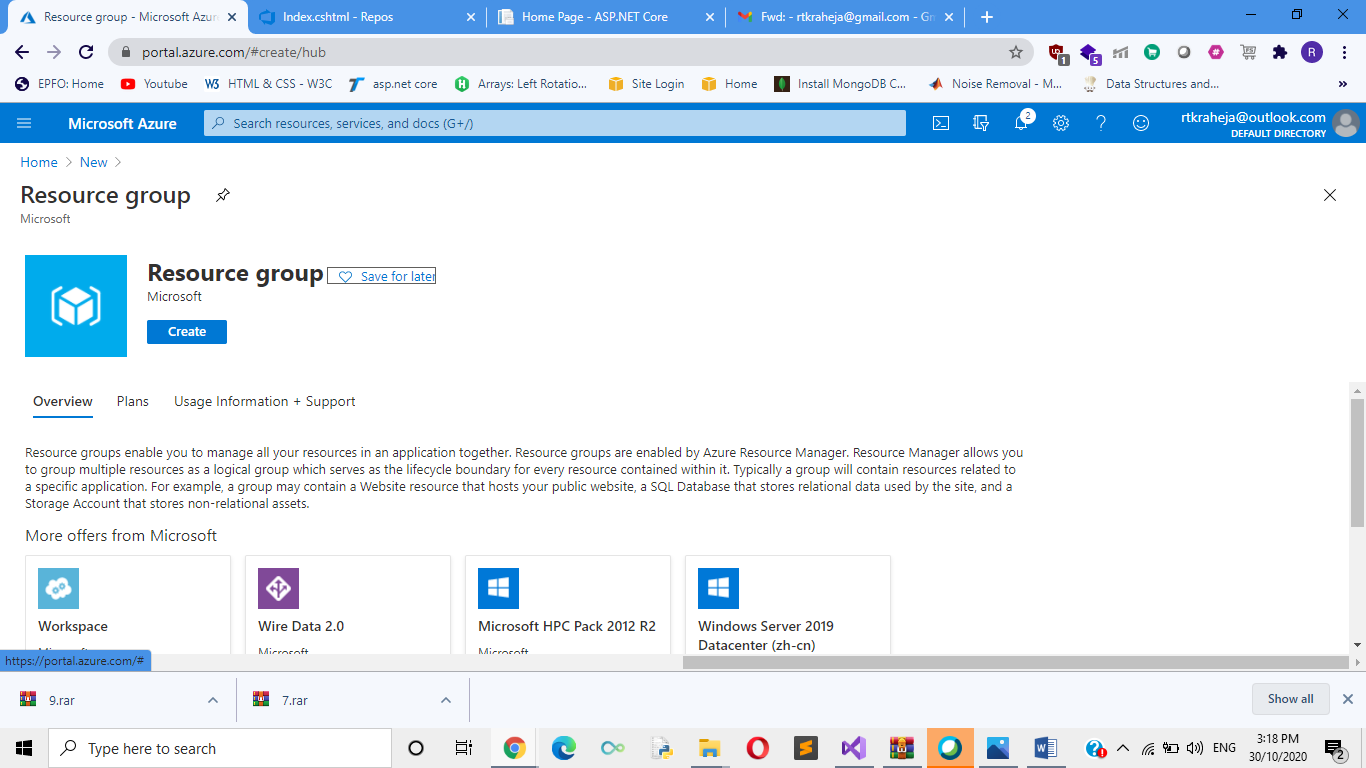 Resource group - Microsoft Azur
Index.cshtml - Repos
Home Page - ASP.NET Core
Fwd: - rtkraheja@gmail.com - Gm
portal.azure.com/#create/hub
1
5
R
EPFO: Home
Youtube
HTML & CSS - W3C
asp.net core
Arrays: Left Rotatio...
Site Login
Home
Install MongoDB C...
Noise Removal - M...
Data Structures and...
»
Microsoft Azure
Search resources, services, and docs (G+/)
2
rtkraheja@outlook.com
DEFAULT DIRECTORY
Home > New >
Resource group
Microsoft
Resource group
Save for later
Microsoft
Create
Overview
Plans
Usage Information + Support
Resource groups enable you to manage all your resources in an application together. Resource groups are enabled by Azure Resource Manager. Resource Manager allows you
to group multiple resources as a logical group which serves as the lifecycle boundary for every resource contained within it. Typically a group will contain resources related to
a specific application. For example, a group may contain a Website resource that hosts your public website, a SQL Database that stores relational data used by the site, and a
Storage Account that stores non-relational assets.
More offers from Microsoft
Workspace
Microsoft
Wire Data 2.0
Microsoft
Microsoft HPC Pack 2012 R2
Microsoft
Windows Server 2019
Datacenter (zh-cn)
https://portal.azure.com/#
9.rar
7.rar
Show all
Type here to search
ENG
3:18 PM
30/10/2020
2